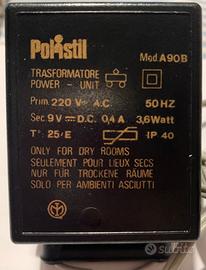 Polistil
Mod. A90B
TRASFORMATORE
POWER - UNIT
Prim. 220 V~ A.C. 50 HZ
Sec. 9 V= D.C. 0,4 A 3,6 Watt
T° 25/E IP 40
ONLY FOR DRY ROOMS
SEULEMENT POUR LIEUX SECS
NUR FUR TROCKENE RÄUME
SOLO PER AMBIENTI ASCIUTTI
subito